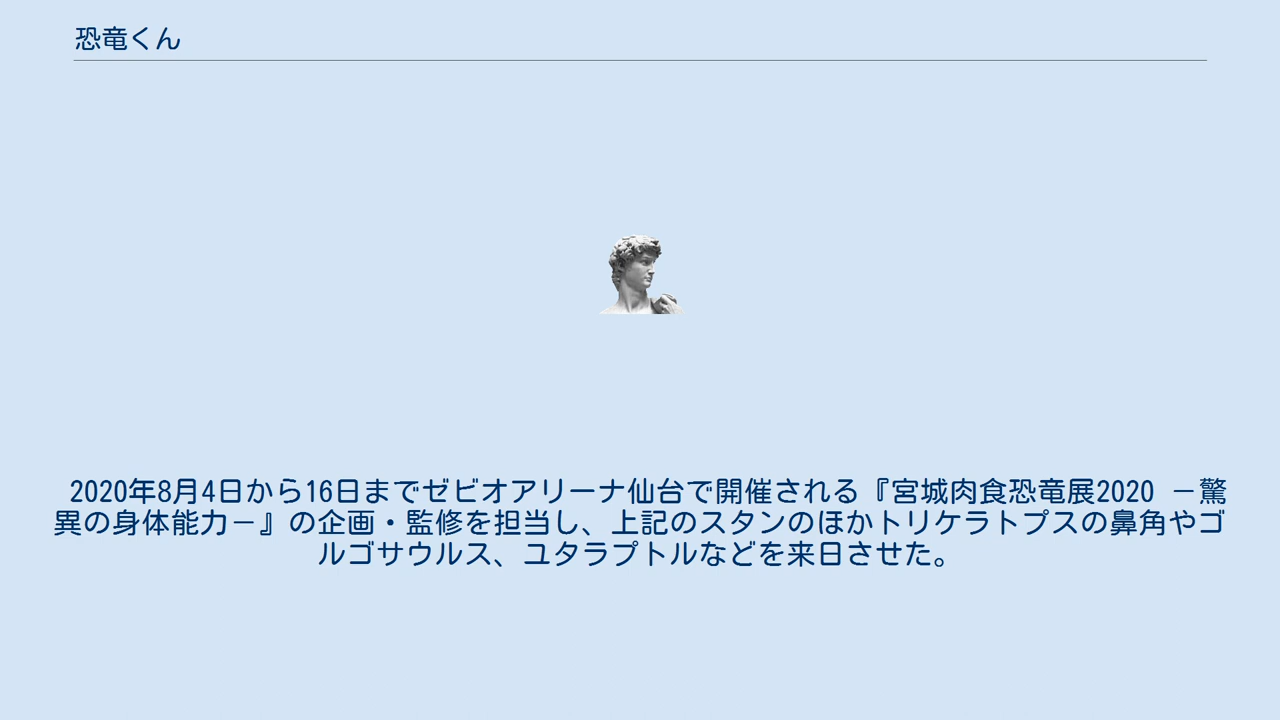 恐竜くん
2020年8月4日から16日までゼビオアリーナ仙台で開催される『宮城肉食恐竜展2020 －驚
異の身体能力－』の企画・監修を担当し、上記のスタンのほかトリケラトプスの鼻角やゴ
ルゴサウルス、ユタラプトルなどを来日させた。